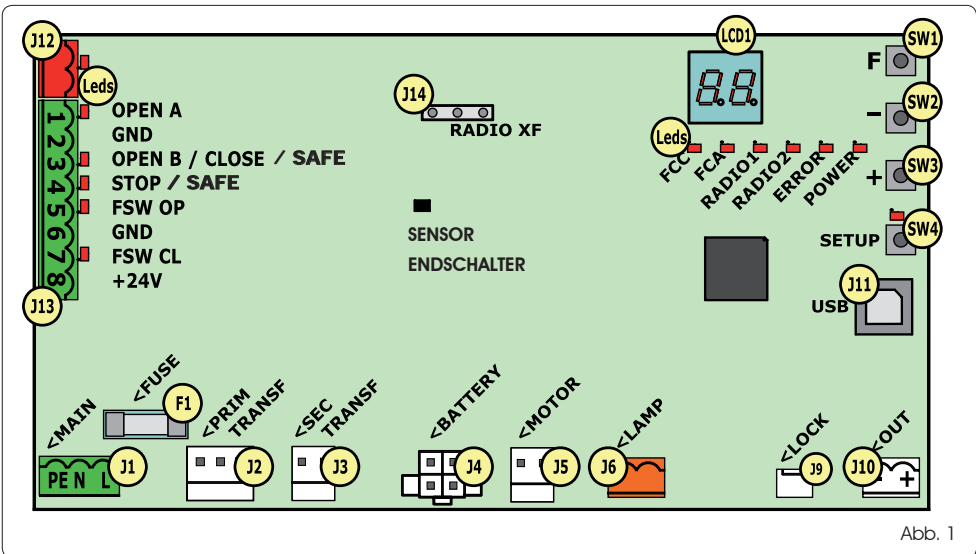 J12
Leds
1 OPEN A
2 GND
3 OPEN B / CLOSE / SAFE
4 STOP / SAFE
5 FSW OP
6 GND
7 FSW CL
8 +24V
J13
J14
RADIO XF
SENSOR
ENDSCHALTER
LCD1
8.8.
Leds
FCC
FCA
RADIO1
RADIO2
ERROR
POWER
F
SW1
-
SW2
+
SW3
SETUP
SW4
J11
USB
<MAIN
PE N L
J1
<FUSE
F1
<PRIM
TRANSF
J2
<SEC
TRANSF
J3
<BATTERY
J4
<MOTOR
J5
<LAMP
J6
<LOCK
J9
<OUT
J10
- +
Abb. 1